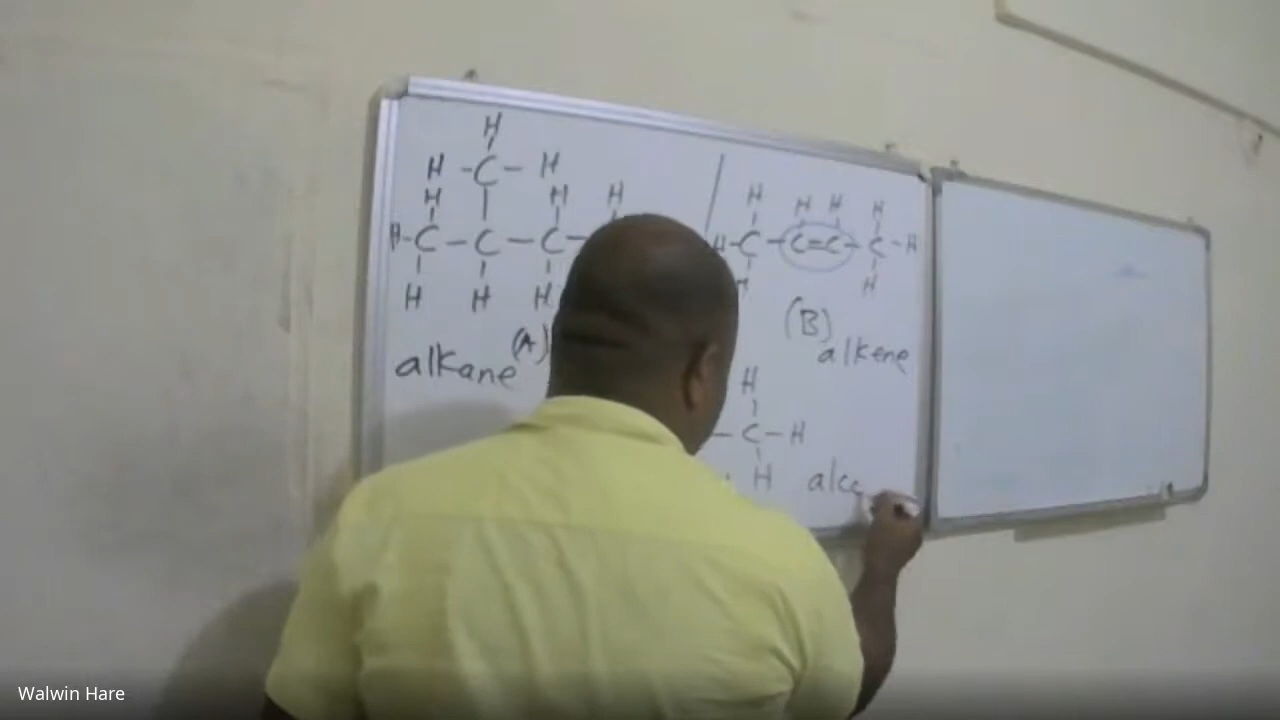 H
H -C- H
H H H
H-C-C-C-
H H H
(A)
alkane
H H H H
H-C-C=C-C-H
H H
(B)
alkene
H
-C-H
H
alco
Walwin Hare